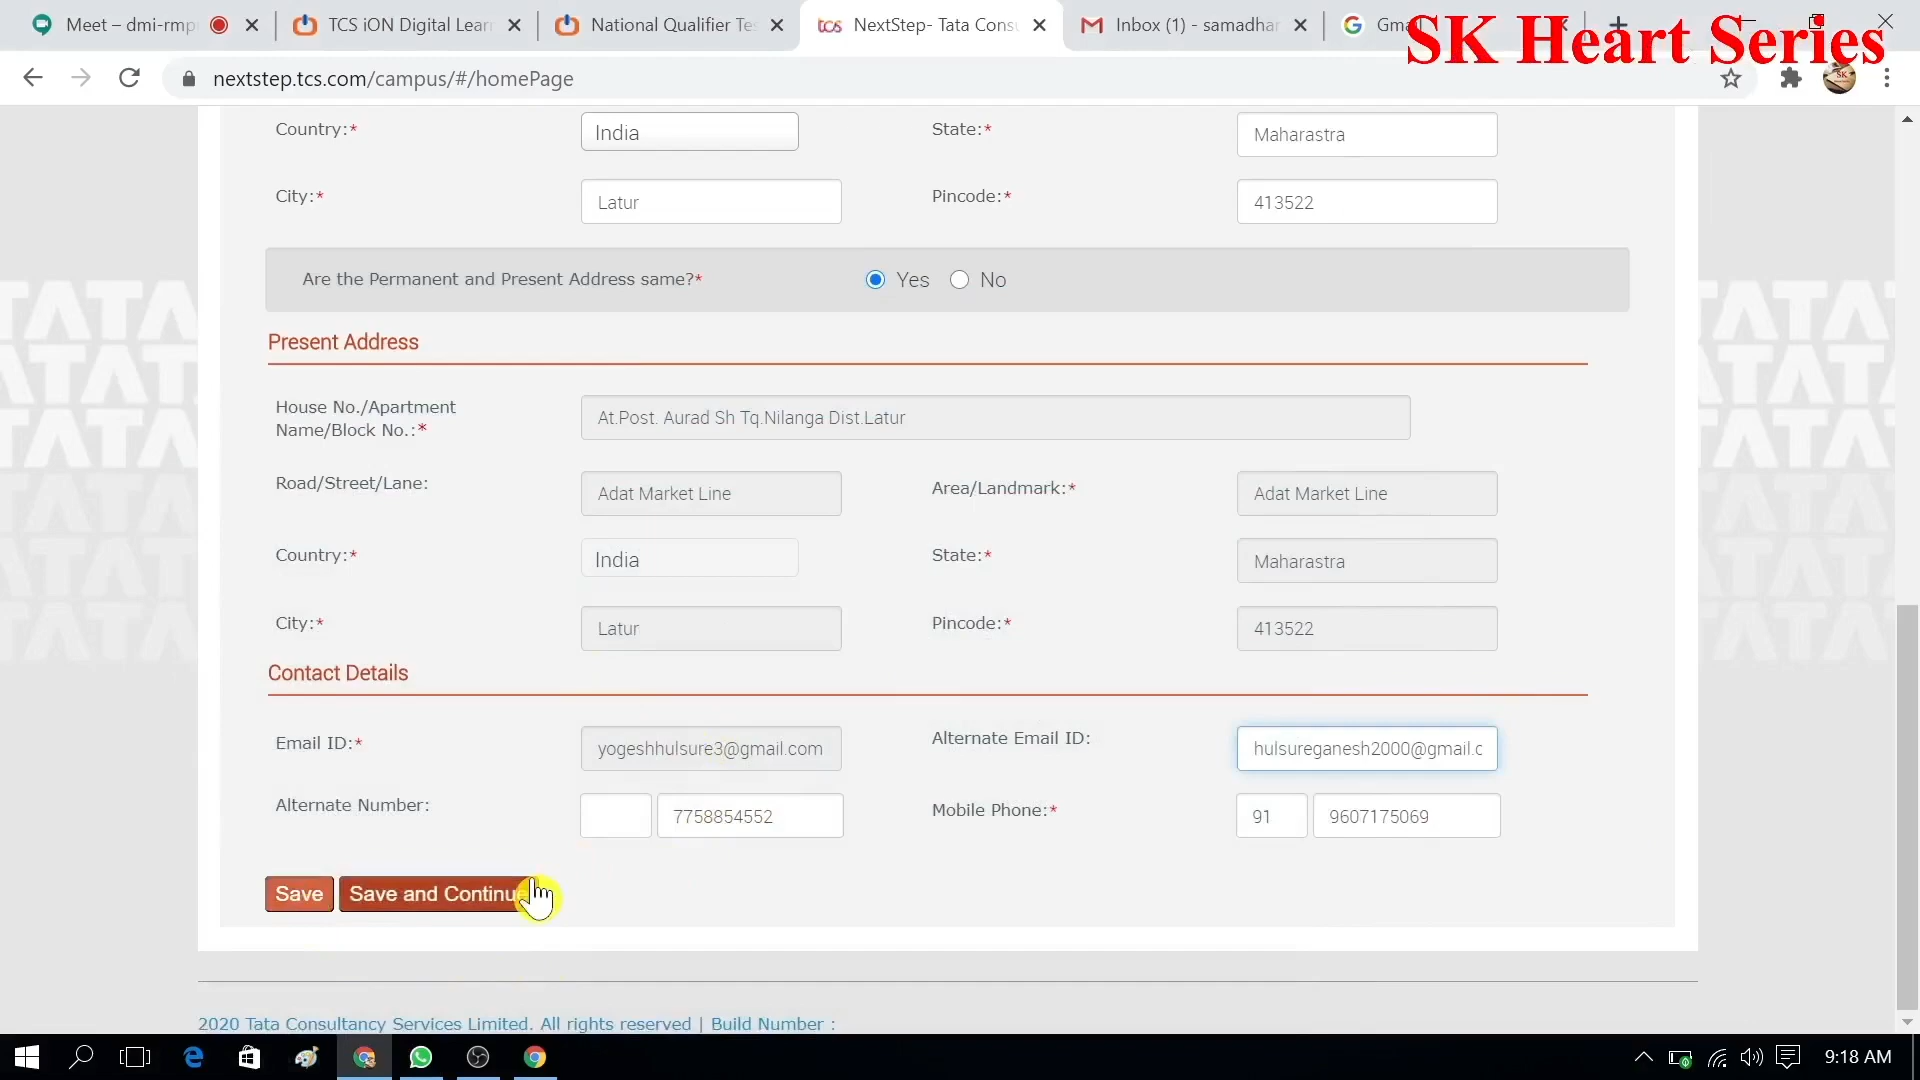 Meet – dmi-rmp
TCS iON Digital Lear
National Qualifier Te
tcs NextStep- Tata Consu
Inbox (1) - samadhar
SK Heart Series
nextstep.tcs.com/campus/#/homePage
Country:* India State:* Maharastra
City:* Latur Pincode:* 413522
Are the Permanent and Present Address same?* Yes No
Present Address
House No./Apartment
Name/Block No.:* At.Post. Aurad Sh Tq.Nilanga Dist.Latur
Road/Street/Lane: Adat Market Line Area/Landmark:* Adat Market Line
Country:* India State:* Maharastra
City:* Latur Pincode:* 413522
Contact Details
Email ID:* yogeshhulsure3@gmail.com Alternate Email ID: hulsureganesh2000@gmail.c
Alternate Number: 7758854552 Mobile Phone:* 91 9607175069
Save Save and Continue
2020 Tata Consultancy Services Limited. All rights reserved | Build Number :
9:18 AM